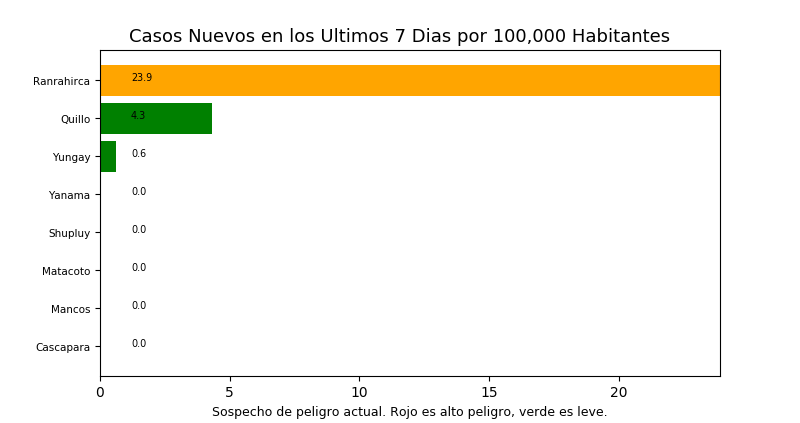 Casos Nuevos en los Ultimos 7 Dias por 100,000 Habitantes
Ranrahirca 23.9
Quillo 4.3
Yungay 0.6
Yanama 0.0
Shupluy 0.0
Matacoto 0.0
Mancos 0.0
Cascapara 0.0
0 5 10 15 20
Sospecho de peligro actual. Rojo es alto peligro, verde es leve.